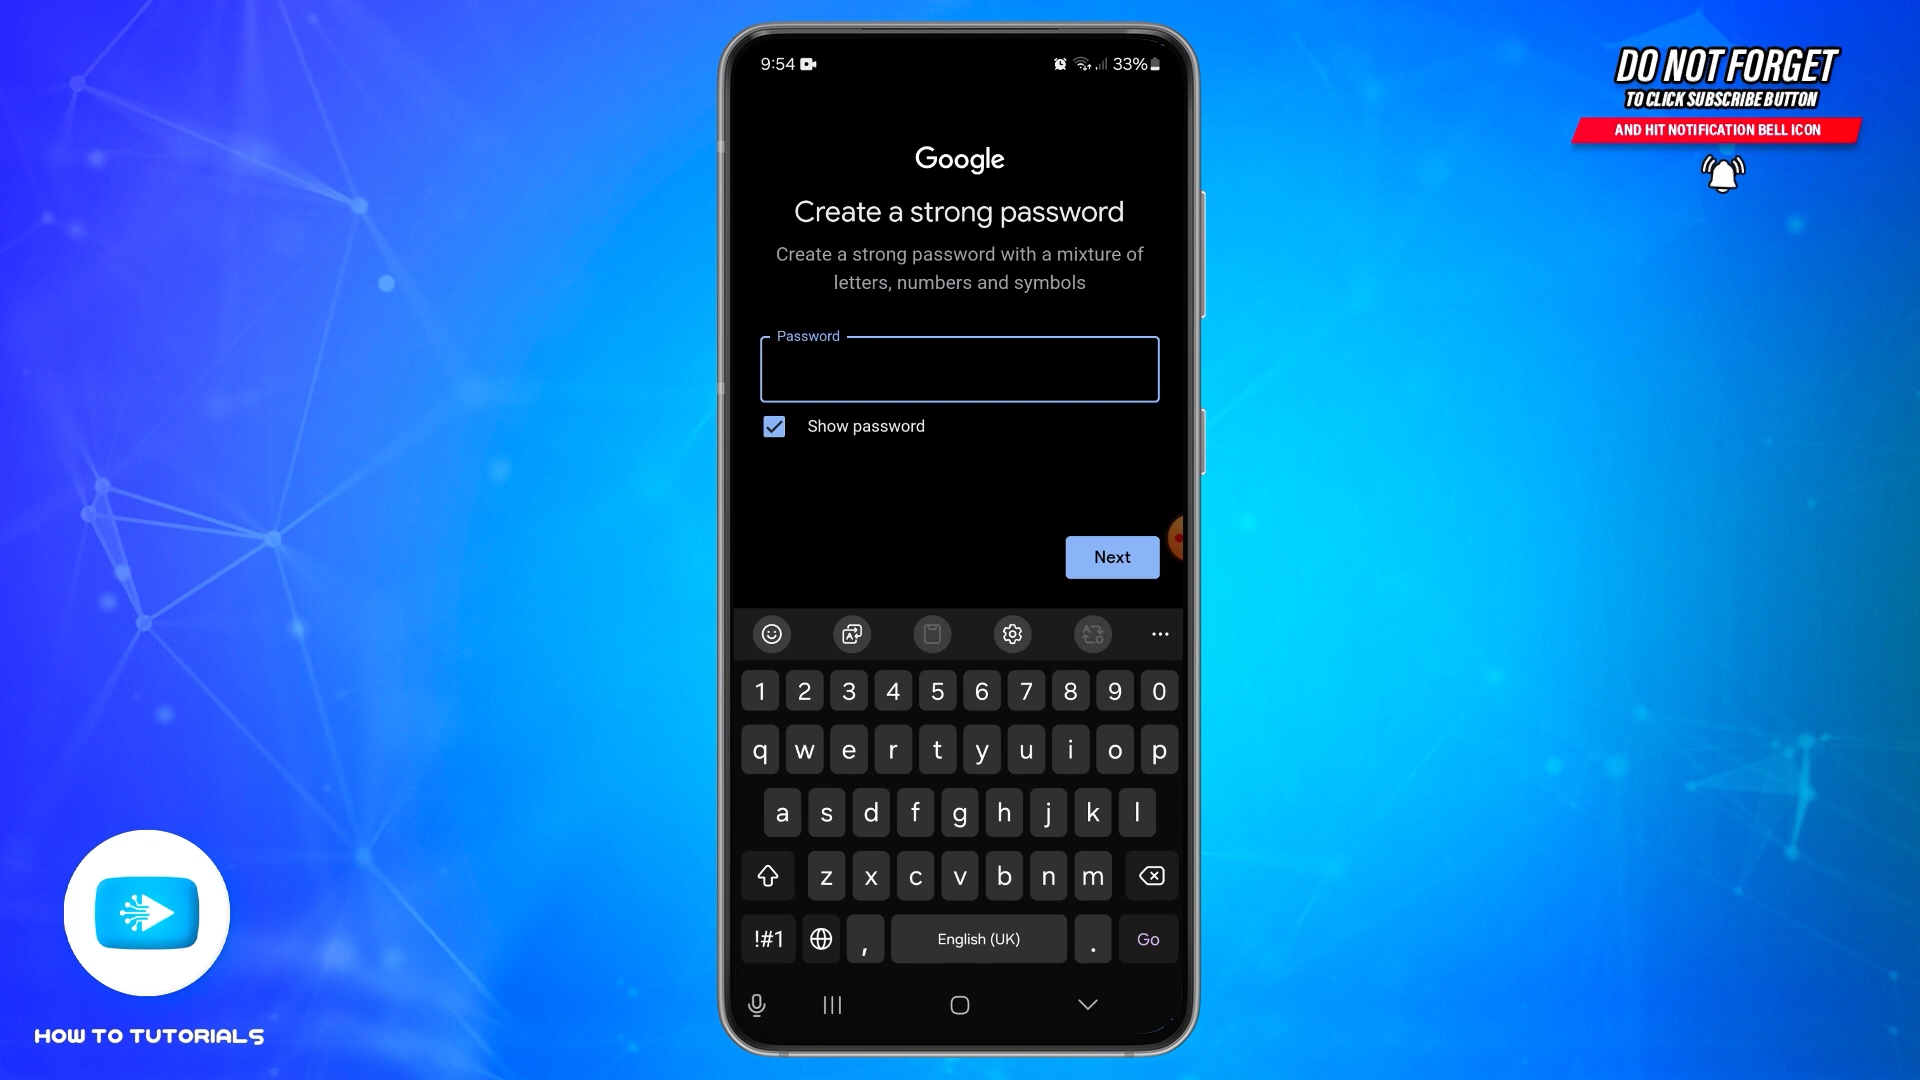 9:54
33%
DO NOT FORGET
TO CLICK SUBSCRIBE BUTTON
AND HIT NOTIFICATION BELL ICON
Google
Create a strong password
Create a strong password with a mixture of
letters, numbers and symbols
Password
Show password
Next
1 2 3 4 5 6 7 8 9 0
q w e r t y u i o p
a s d f g h j k l
z x c v b n m
!#1 , English (UK) . Go
HOW TO TUTORIALS